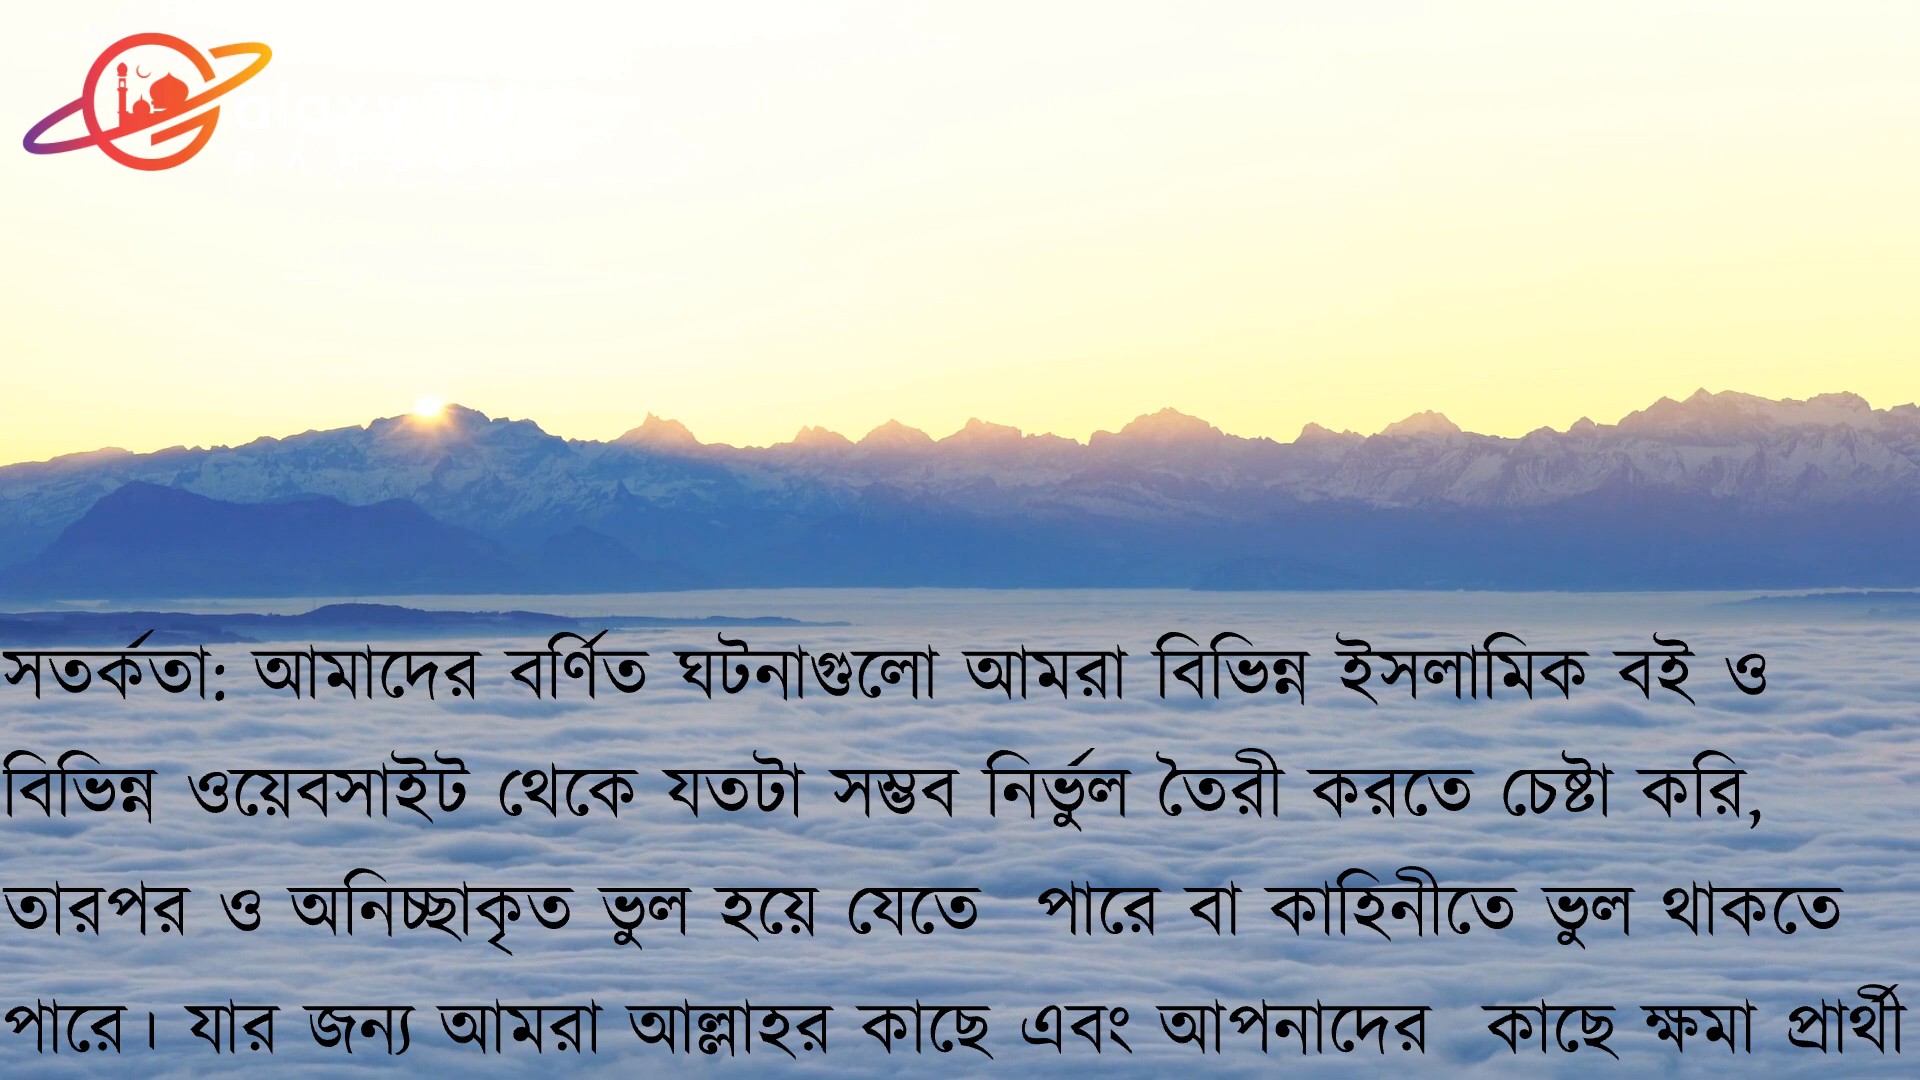 সতর্কতা: আমাদের বর্ণিত ঘটনাগুলো আমরা বিভিন্ন ইসলামিক বই ও
বিভিন্ন ওয়েবসাইট থেকে যতটা সম্ভব নির্ভুল তৈরী করতে চেষ্টা করি,
তারপর ও অনিচ্ছাকৃত ভুল হয়ে যেতে  পারে বা কাহিনীতে ভুল থাকতে
পারে। যার জন্য আমরা আল্লাহর কাছে এবং আপনাদের  কাছে ক্ষমা প্রার্থী